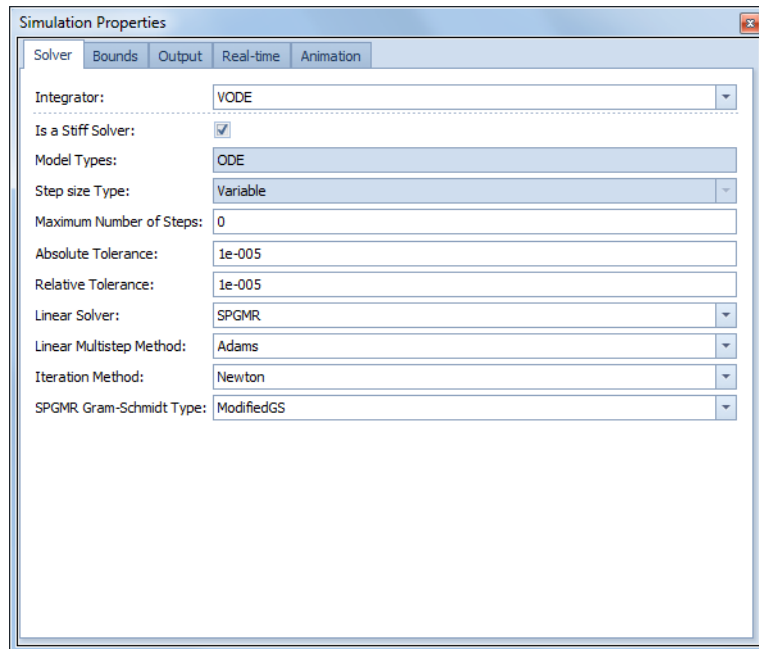 Simulation Properties
Solver Bounds Output Real-time Animation
Integrator: VODE
Is a Stiff Solver:
Model Types: ODE
Step size Type: Variable
Maximum Number of Steps: 0
Absolute Tolerance: 1e-005
Relative Tolerance: 1e-005
Linear Solver: SPGMR
Linear Multistep Method: Adams
Iteration Method: Newton
SPGMR Gram-Schmidt Type: ModifiedGS